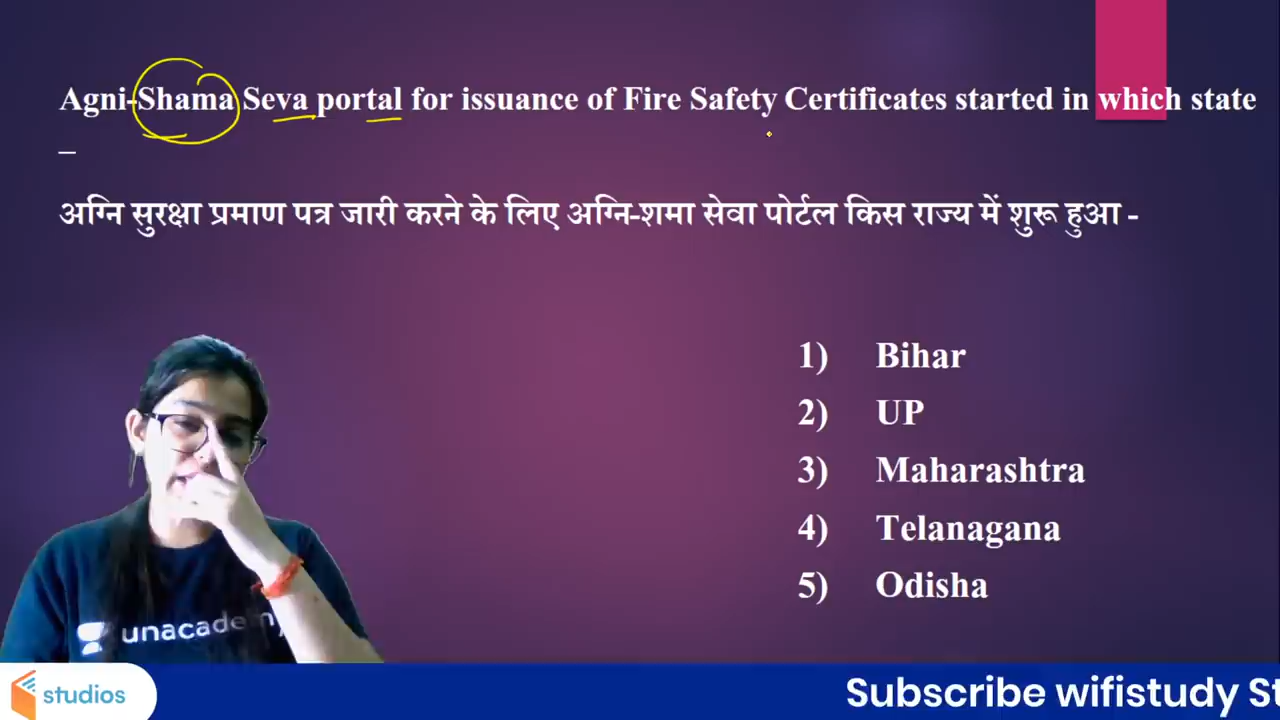 Agni-Shama Seva portal for issuance of Fire Safety Certificates started in which state
–
अग्नि सुरक्षा प्रमाण पत्र जारी करने के लिए अग्नि-शमा सेवा पोर्टल किस राज्य में शुरू हुआ -
1) Bihar
2) UP
3) Maharashtra
4) Telanagana
5) Odisha
unacademy
studios
Subscribe wifistudy St